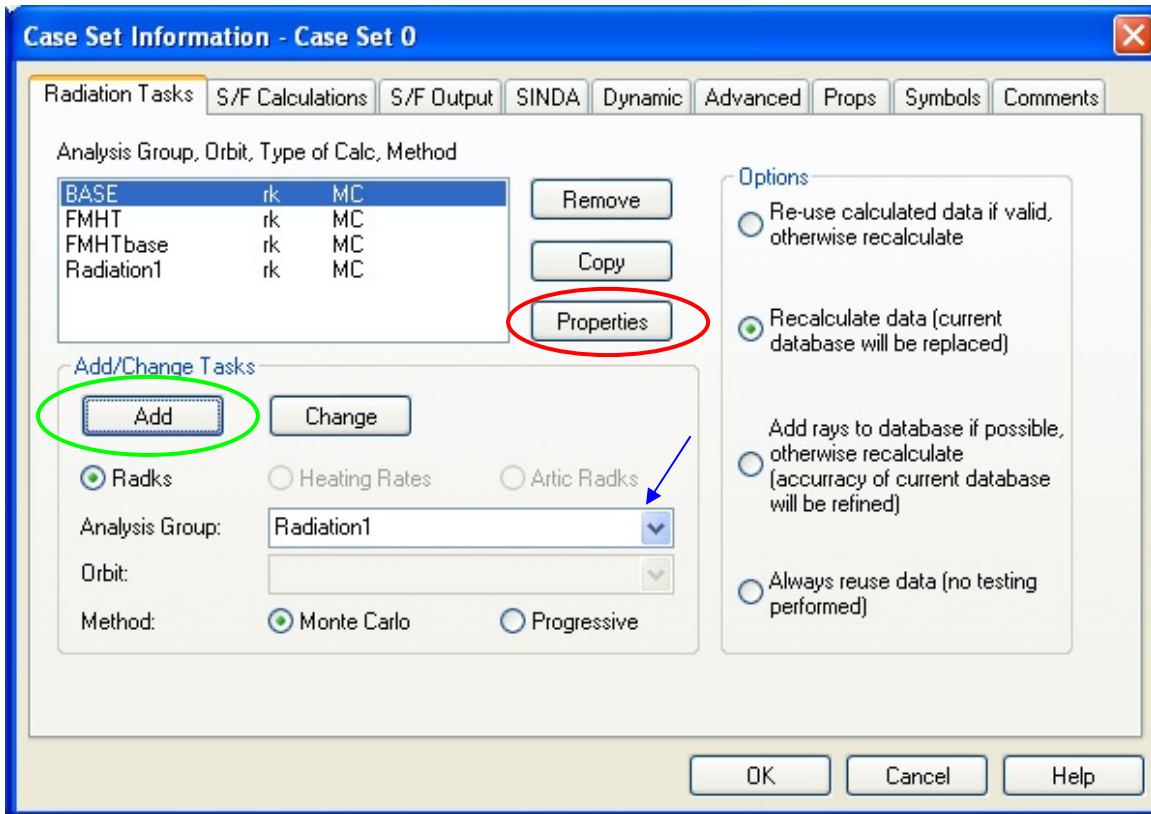 Case Set Information - Case Set 0
Radiation Tasks S/F Calculations S/F Output SINDA Dynamic Advanced Props Symbols Comments
Analysis Group, Orbit, Type of Calc, Method
BASE rk MC
FMHT rk MC
FMHTbase rk MC
Radiation1 rk MC
Remove
Copy
Properties
Add/Change Tasks
Add Change
Radks Heating Rates Artic Radks
Analysis Group: Radiation1
Orbit:
Method: Monte Carlo Progressive
Options
Re-use calculated data if valid,
otherwise recalculate
Recalculate data (current
database will be replaced)
Add rays to database if possible,
otherwise recalculate
(accurracy of current database
will be refined)
Always reuse data (no testing
performed)
OK Cancel Help